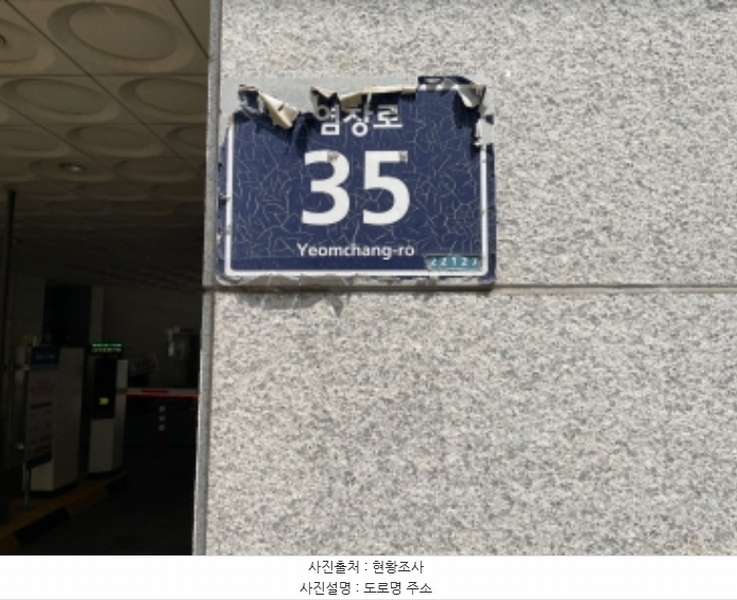 염창로
35
Yeomchang-ro
사진출처 : 현황조사
사진설명 : 도로명 주소